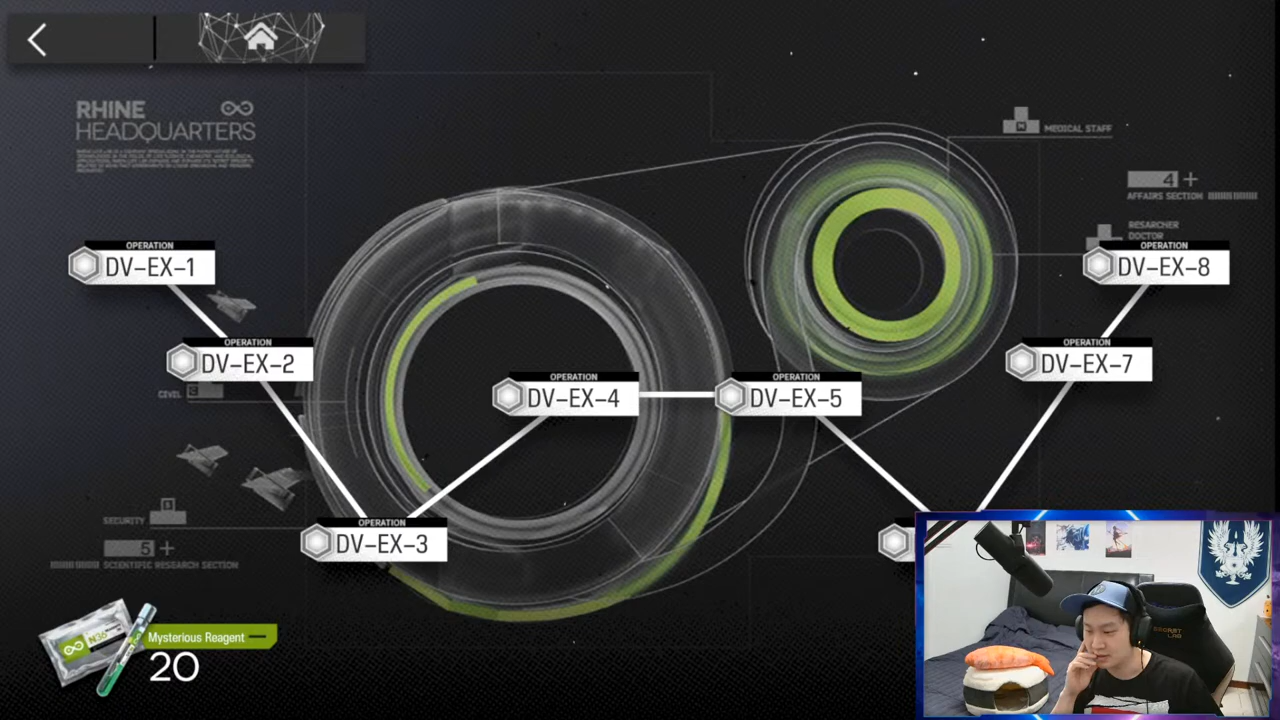 RHINE
HEADQUARTERS
MEDICAL STAFF
4 +
AFFAIRS SECTION
RESARCHER
DOCTOR
OPERATION
DV-EX-1
OPERATION
DV-EX-8
OPERATION
DV-EX-2
OPERATION
DV-EX-7
CIVIL 3
OPERATION
DV-EX-4
OPERATION
DV-EX-5
SECURITY
OPERATION
DV-EX-3
5 +
SCIENTIFIC RESEARCH SECTION
Mysterious Reagent
20